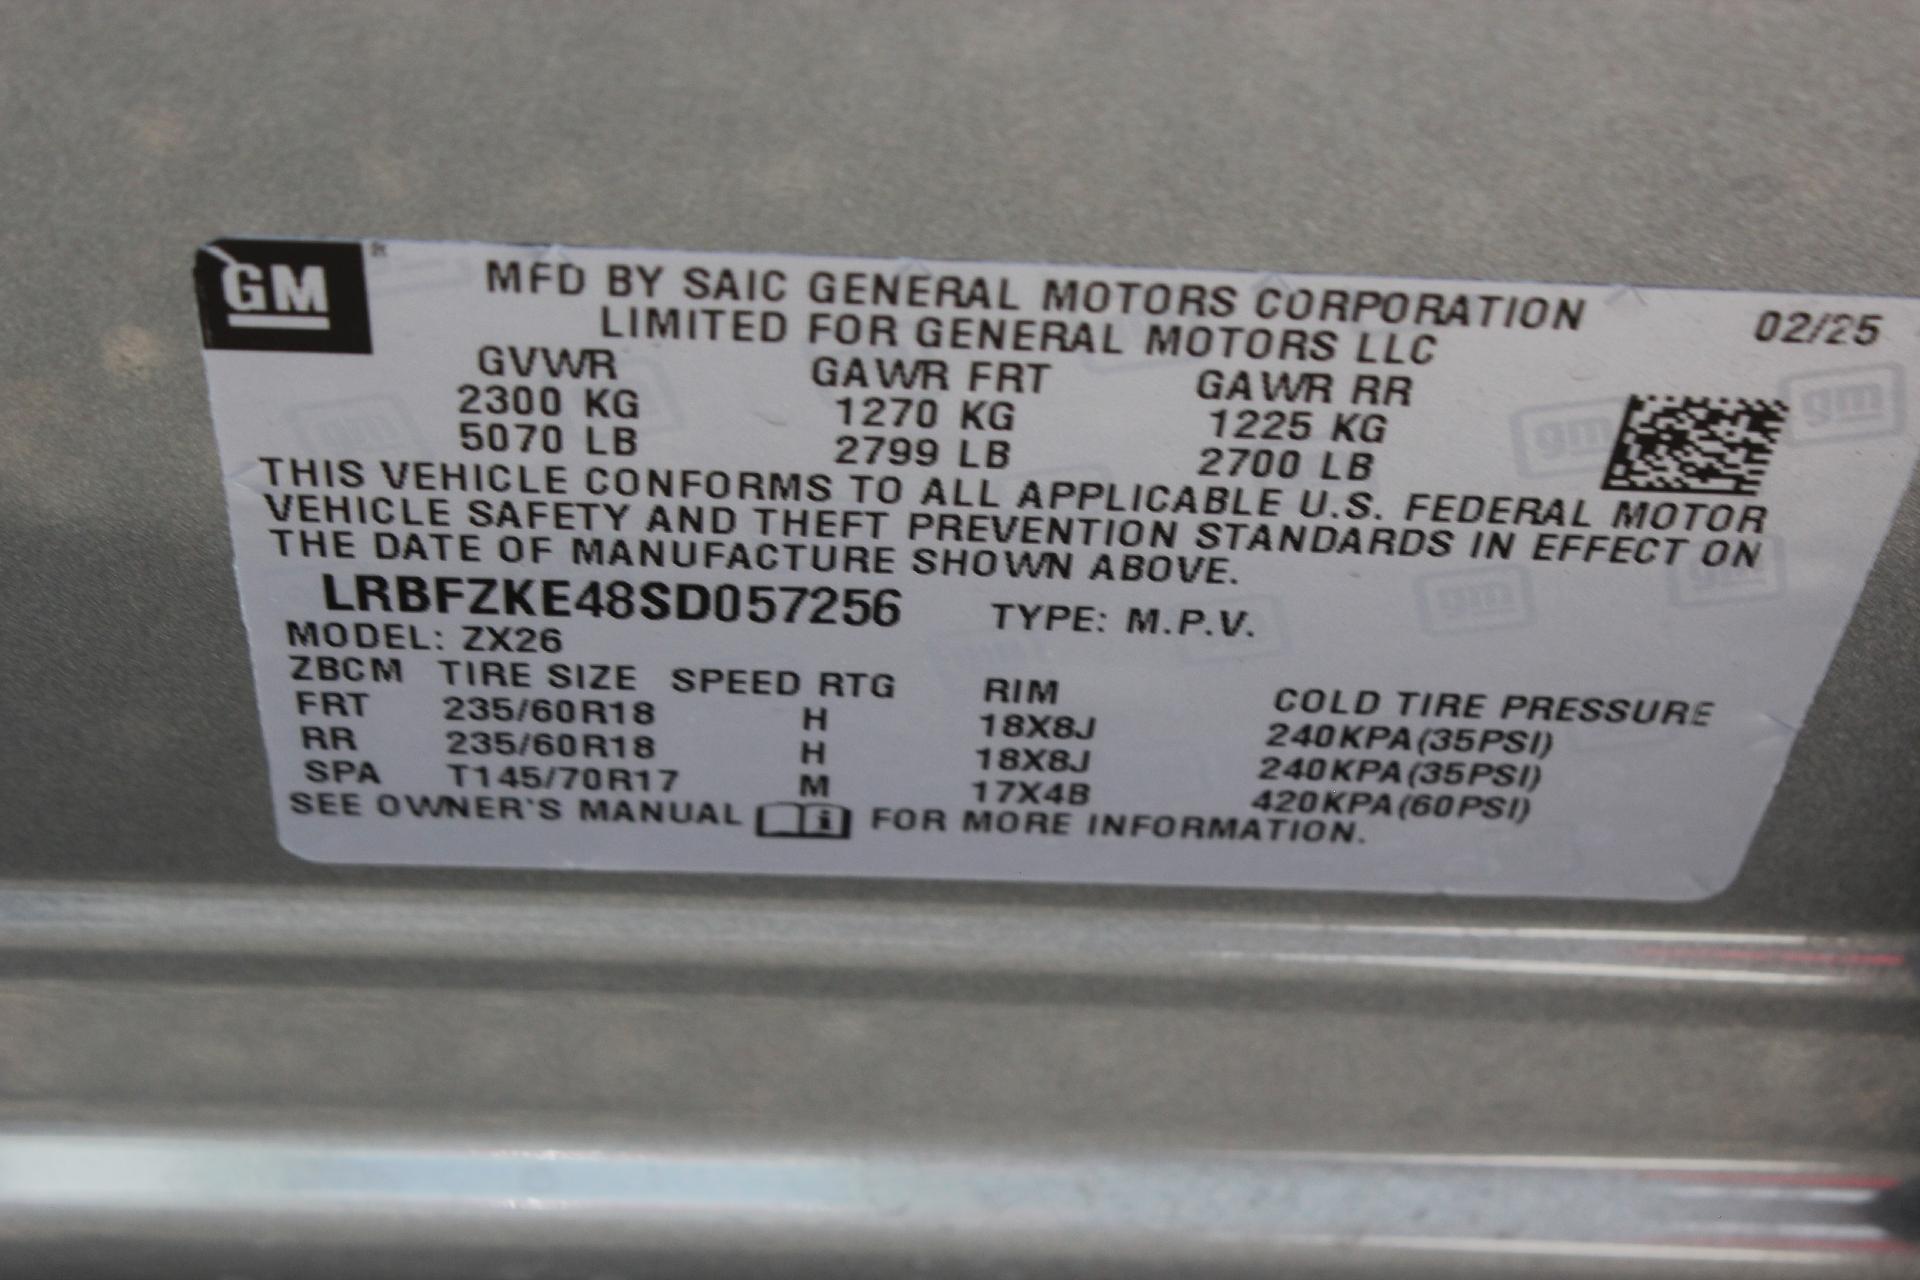 GM
MFD BY SAIC GENERAL MOTORS CORPORATION 02/25
LIMITED FOR GENERAL MOTORS LLC
GVWR GAWR FRT GAWR RR
2300 KG 1270 KG 1225 KG
5070 LB 2799 LB 2700 LB
THIS VEHICLE CONFORMS TO ALL APPLICABLE U.S. FEDERAL MOTOR
VEHICLE SAFETY AND THEFT PREVENTION STANDARDS IN EFFECT ON
THE DATE OF MANUFACTURE SHOWN ABOVE.
LRBFZKE48SD057256 TYPE: M.P.V.
MODEL: ZX26
ZBCM TIRE SIZE SPEED RTG RIM COLD TIRE PRESSURE
FRT 235/60R18 H 18X8J 240KPA(35PSI)
RR 235/60R18 H 18X8J 240KPA(35PSI)
SPA T145/70R17 M 17X4B 420KPA(60PSI)
SEE OWNER'S MANUAL i FOR MORE INFORMATION.